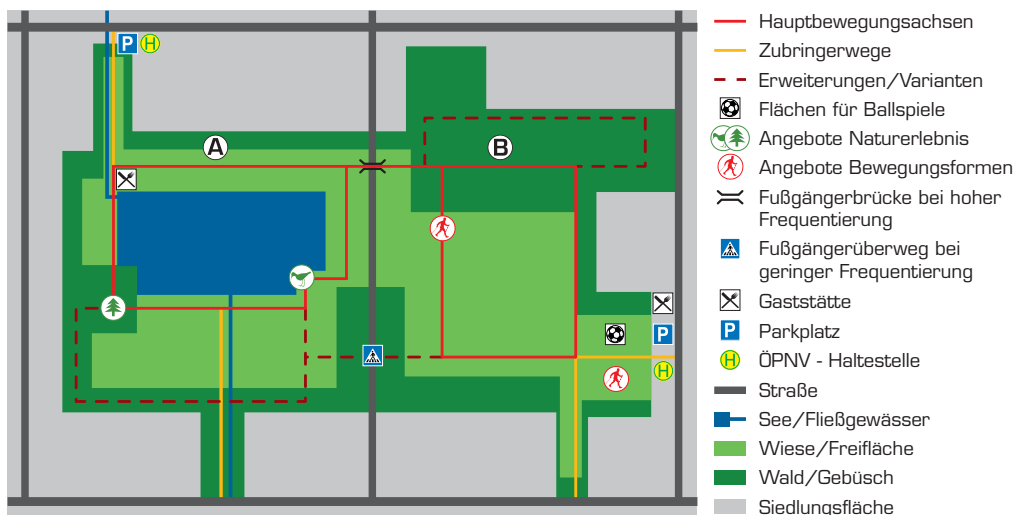 P H
A
B
P
H
Hauptbewegungsachsen
Zubringerwege
Erweiterungen/Varianten
Flächen für Ballspiele
Angebote Naturerlebnis
Angebote Bewegungsformen
Fußgängerbrücke bei hoher
Frequentierung
Fußgängerüberweg bei
geringer Frequentierung
Gaststätte
P Parkplatz
H ÖPNV - Haltestelle
Straße
See/Fließgewässer
Wiese/Freifläche
Wald/Gebüsch
Siedlungsfläche